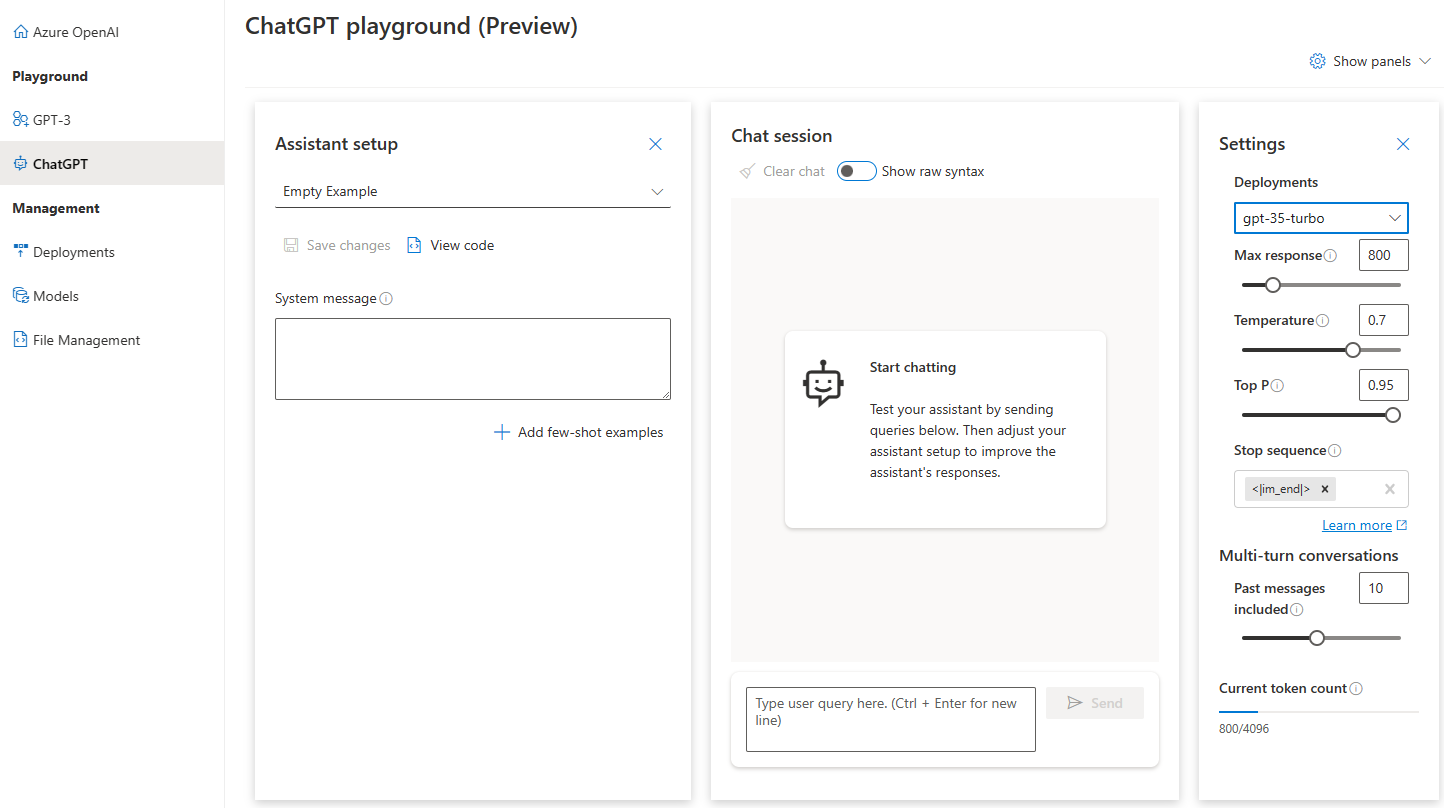 Azure OpenAI
Playground
GPT-3
ChatGPT
Management
Deployments
Models
File Management
ChatGPT playground (Preview)
Show panels
Assistant setup
Empty Example
Save changes
View code
System message
Add few-shot examples
Chat session
Clear chat
Show raw syntax
Start chatting
Test your assistant by sending
queries below. Then adjust your
assistant setup to improve the
assistant's responses.
Type user query here. (Ctrl + Enter for new
line)
Send
Settings
Deployments
gpt-35-turbo
Max response
800
Temperature
0.7
Top P
0.95
Stop sequence
<|im_end|>
Learn more
Multi-turn conversations
Past messages
included
10
Current token count
800/4096